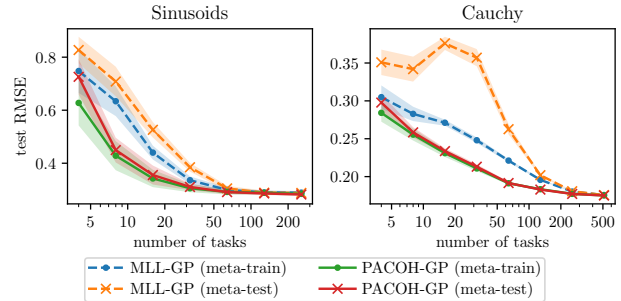 Sinusoids
Cauchy
test RMSE
0.8
0.6
0.4
5 10 20 50 100 250
number of tasks
0.35
0.30
0.25
0.20
5 10 20 50 100 200 500
number of tasks
MLL-GP (meta-train)
MLL-GP (meta-test)
PACOH-GP (meta-train)
PACOH-GP (meta-test)